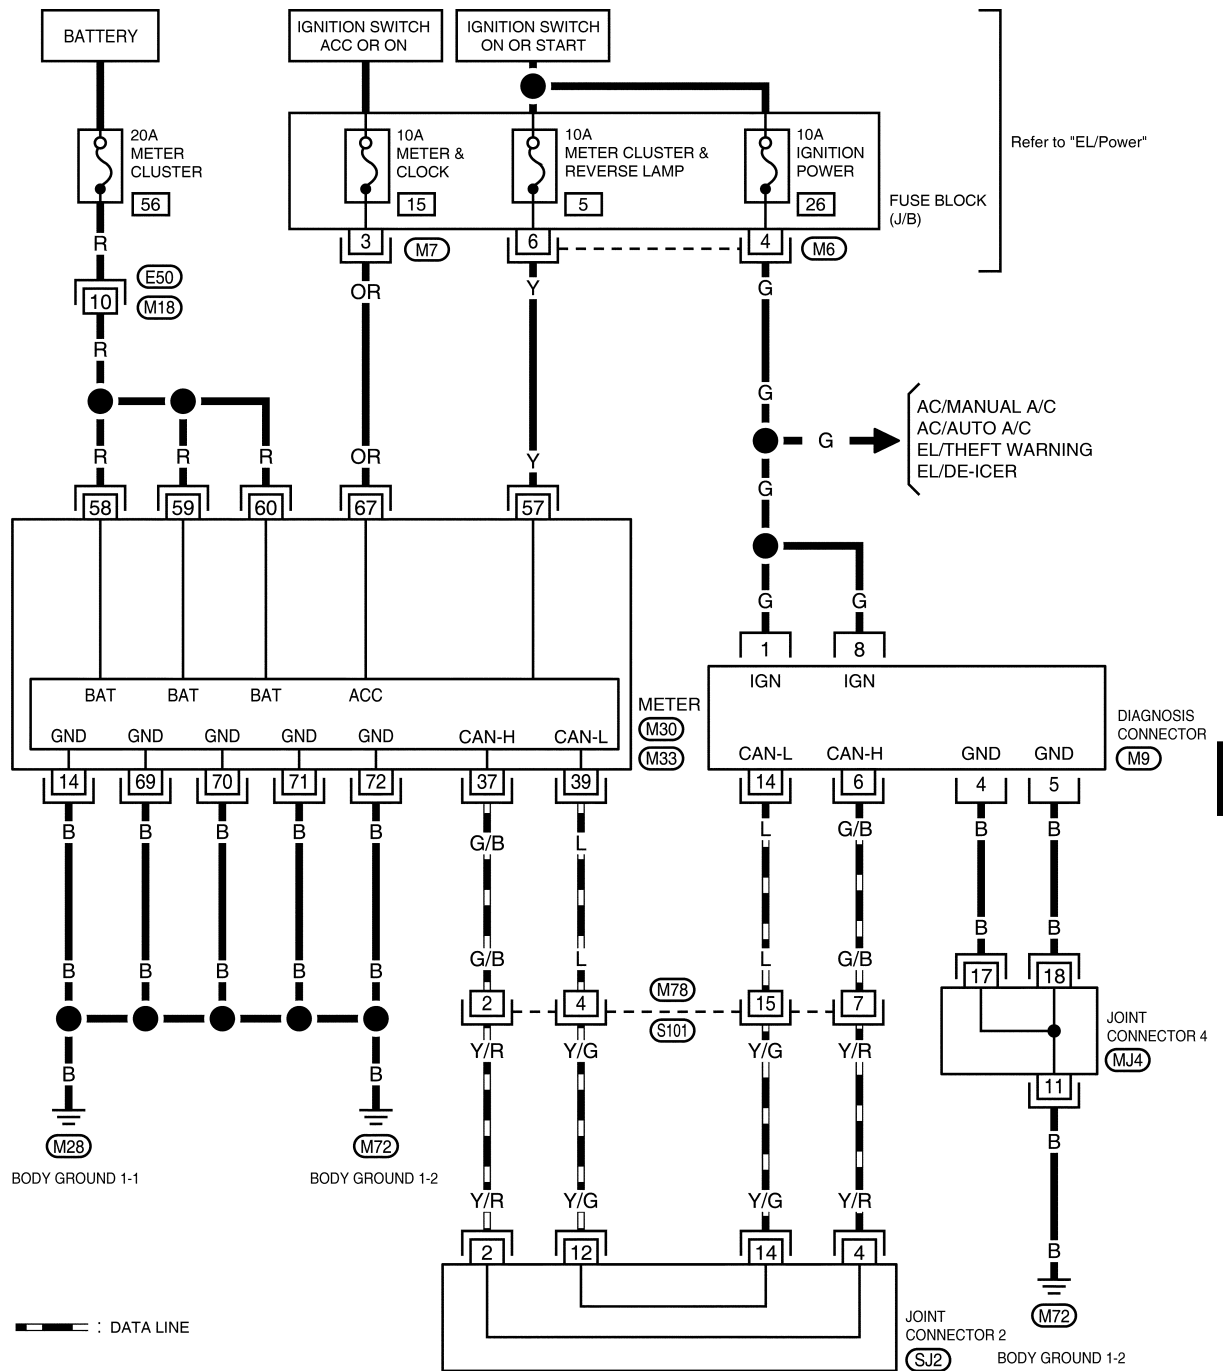 BATTERY
IGNITION SWITCH
ACC OR ON
IGNITION SWITCH
ON OR START
20A
METER
CLUSTER
56
10A
METER &
CLOCK
15
10A
METER CLUSTER &
REVERSE LAMP
5
10A
IGNITION
POWER
26
Refer to "EL/Power"
FUSE BLOCK
(J/B)
3
M7
6
4
M6
R
E50
10
M18
OR
Y
G
R
G
AC/MANUAL A/C
AC/AUTO A/C
EL/THEFT WARNING
EL/DE-ICER
G
R
R
R
OR
Y
G
58
59
60
67
57
G
G
1
8
IGN
IGN
BAT
BAT
BAT
ACC
METER
M30
M33
GND
GND
GND
GND
GND
CAN-H
CAN-L
DIAGNOSIS
CONNECTOR
M9
CAN-L
CAN-H
GND
GND
14
69
70
71
72
37
39
14
6
4
5
B
B
B
B
B
G/B
L
L
G/B
B
B
B
B
B
B
B
G/B
L
L
G/B
B
B
17
18
2
4
M78
S101
15
7
JOINT
CONNECTOR 4
MJ4
11
Y/R
Y/G
Y/G
Y/R
B
B
M28
BODY GROUND 1-1
M72
BODY GROUND 1-2
B
Y/R
Y/G
Y/G
Y/R
B
2
12
14
4
M72
BODY GROUND 1-2
JOINT
CONNECTOR 2
SJ2
: DATA LINE